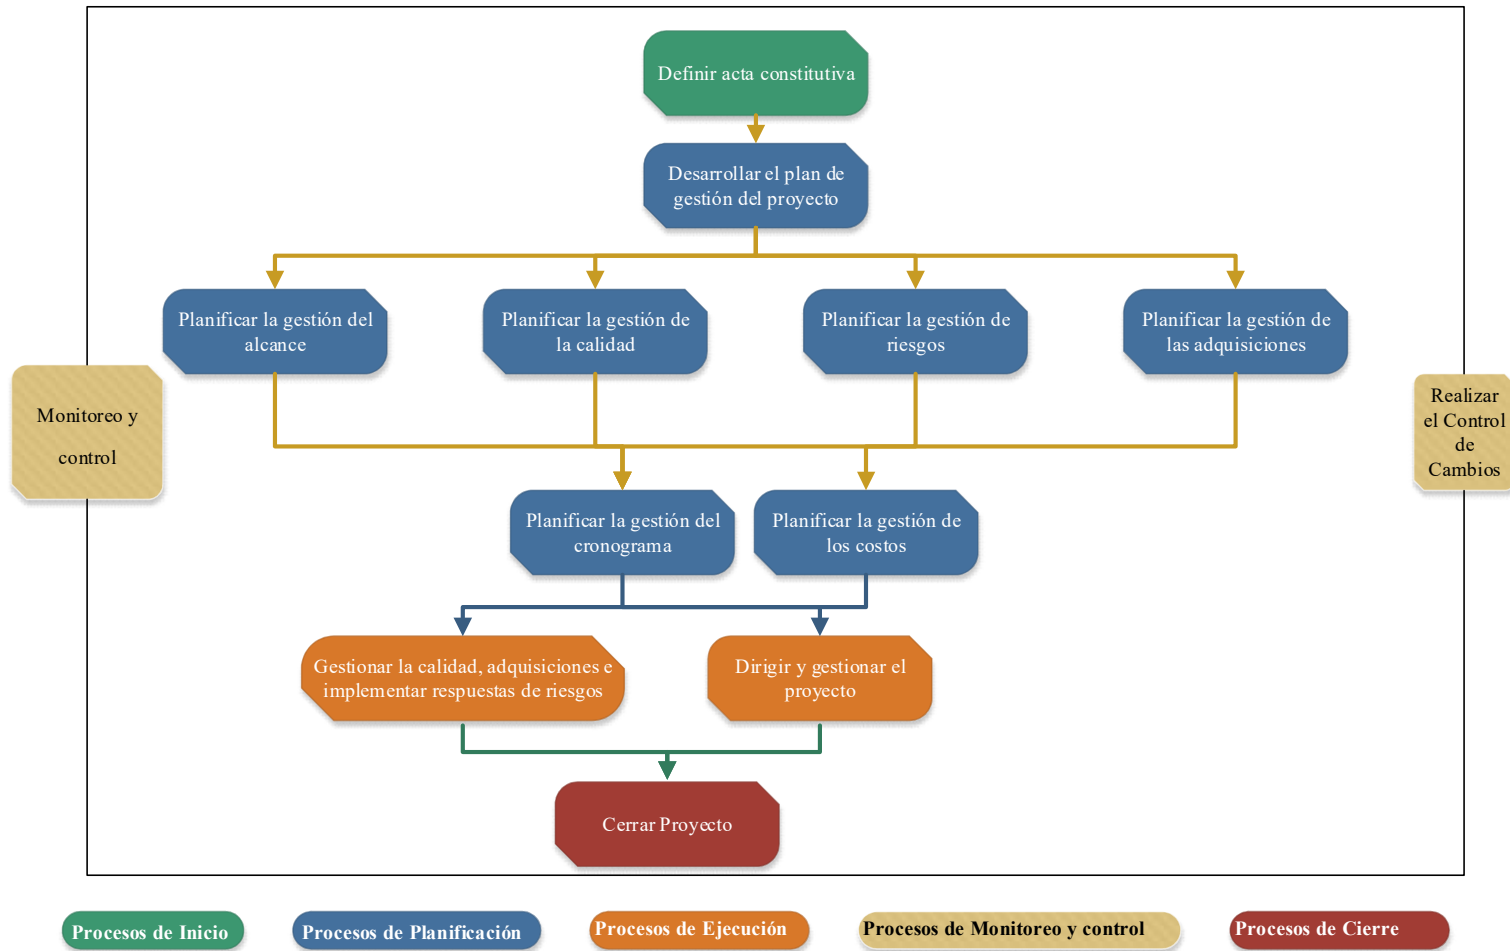 Definir acta constitutiva
Desarrollar el plan de
gestión del proyecto
Planificar la gestión del
alcance
Planificar la gestión de
la calidad
Planificar la gestión de
riesgos
Planificar la gestión de
las adquisiciones
Monitoreo y
control
Realizar
el Control
de
Cambios
Planificar la gestión del
cronograma
Planificar la gestión de
los costos
Gestionar la calidad, adquisiciones e
implementar respuestas de riesgos
Dirigir y gestionar el
proyecto
Cerrar Proyecto
Procesos de Inicio
Procesos de Planificación
Procesos de Ejecución
Procesos de Monitoreo y control
Procesos de Cierre